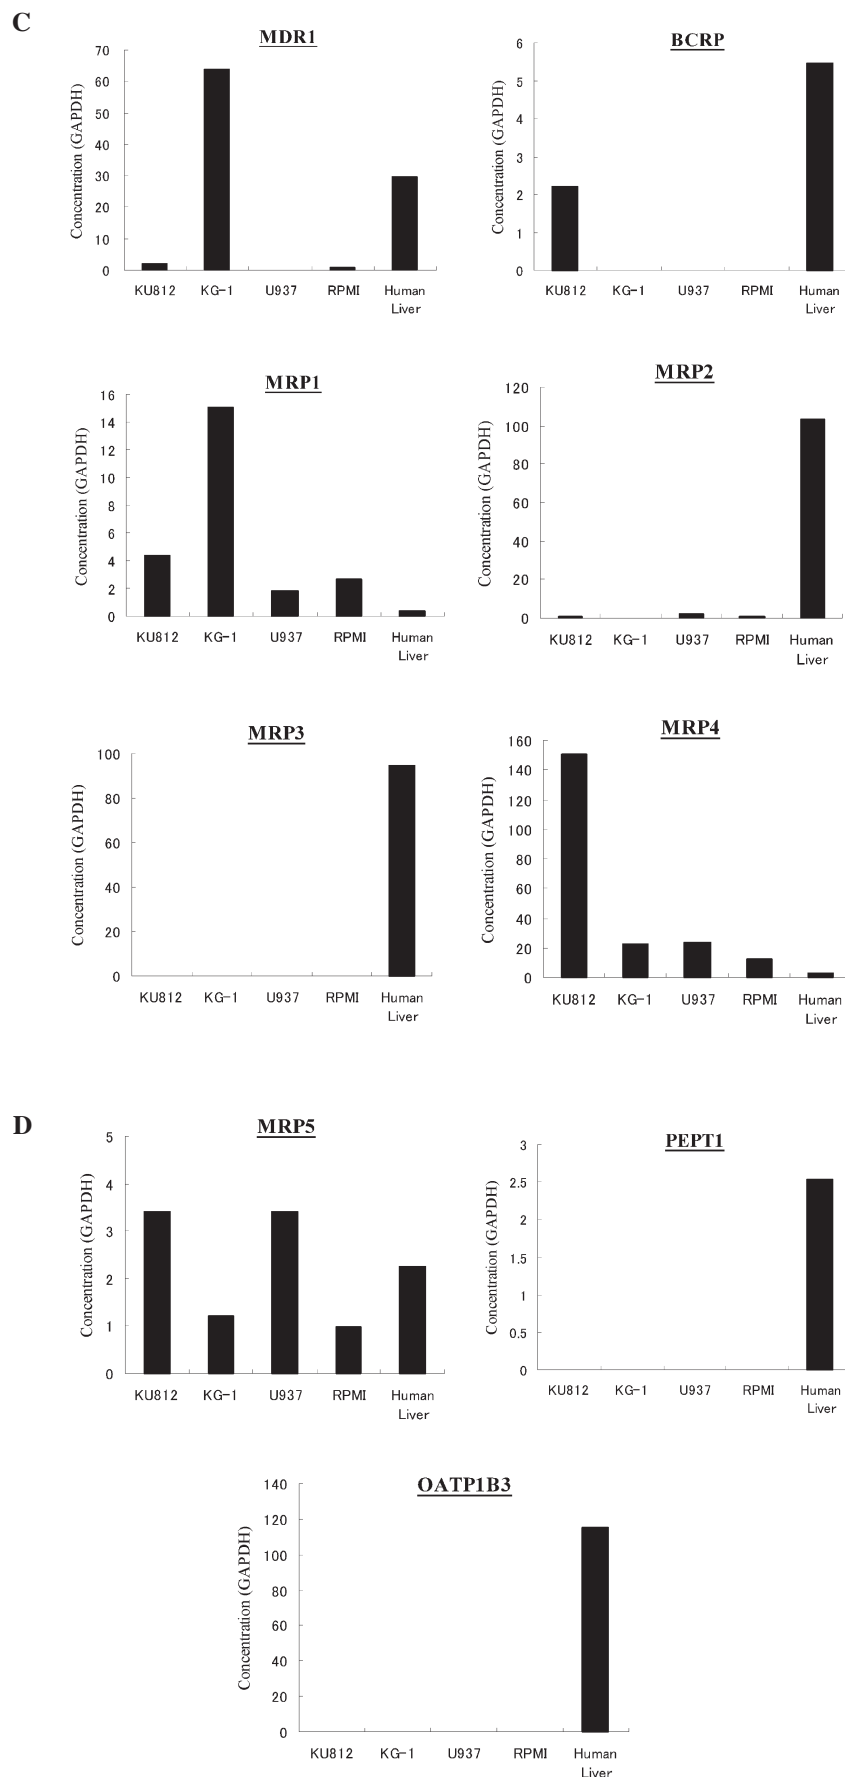 C
MDR1
Concentration (GAPDH)
70
60
50
40
30
20
10
0
KU812 KG-1 U937 RPMI Human
Liver
BCRP
Concentration (GAPDH)
6
5
4
3
2
1
0
KU812 KG-1 U937 RPMI Human
Liver
MRP1
Concentration (GAPDH)
16
14
12
10
8
6
4
2
0
KU812 KG-1 U937 RPMI Human
Liver
MRP2
Concentration (GAPDH)
120
100
80
60
40
20
0
KU812 KG-1 U937 RPMI Human
Liver
MRP3
Concentration (GAPDH)
100
80
60
40
20
0
KU812 KG-1 U937 RPMI Human
Liver
MRP4
Concentration (GAPDH)
160
140
120
100
80
60
40
20
0
KU812 KG-1 U937 RPMI Human
Liver
D
MRP5
Concentration (GAPDH)
5
4
3
2
1
0
KU812 KG-1 U937 RPMI Human
Liver
PEPT1
Concentration (GAPDH)
3
2.5
2
1.5
1
0.5
0
KU812 KG-1 U937 RPMI Human
Liver
OATP1B3
Concentration (GAPDH)
140
120
100
80
60
40
20
0
KU812 KG-1 U937 RPMI Human
Liver